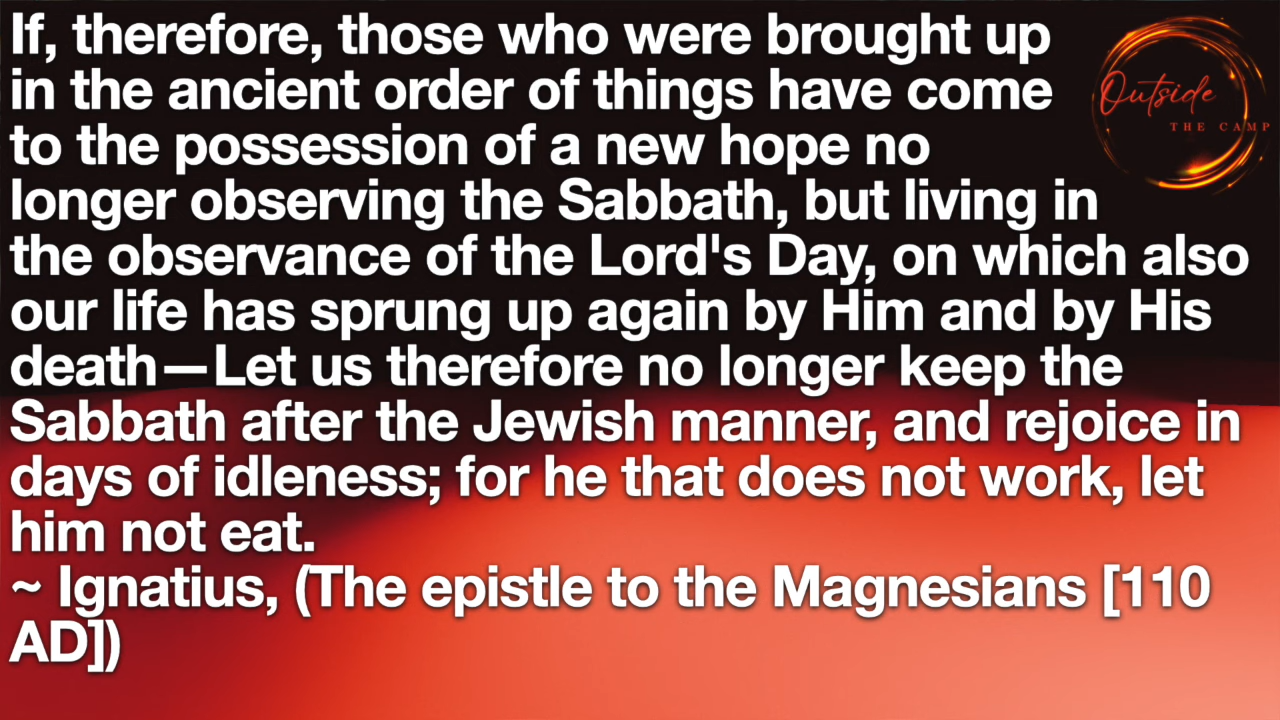 If, therefore, those who were brought up
in the ancient order of things have come
to the possession of a new hope no
longer observing the Sabbath, but living in
the observance of the Lord's Day, on which also
our life has sprung up again by Him and by His
death—Let us therefore no longer keep the
Sabbath after the Jewish manner, and rejoice in
days of idleness; for he that does not work, let
him not eat.
~ Ignatius, (The epistle to the Magnesians [110
AD])
Outside
THE CAMP